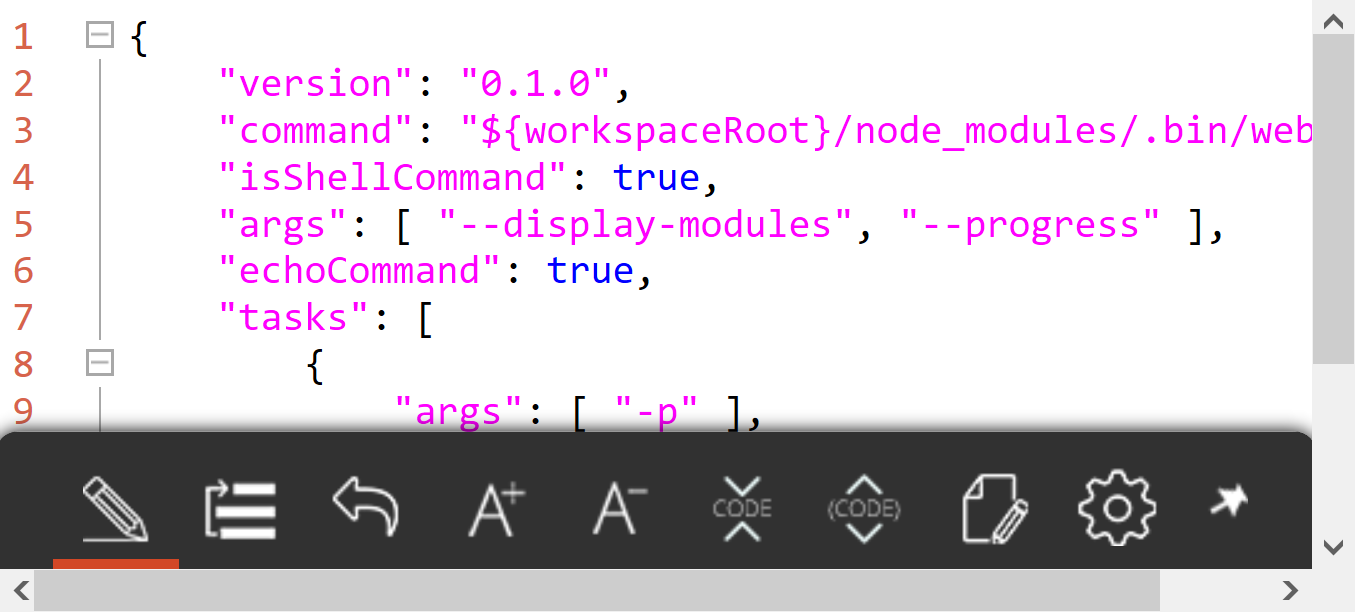 1 {
2 "version": "0.1.0",
3 "command": "${workspaceRoot}/node_modules/.bin/web
4 "isShellCommand": true,
5 "args": [ "--display-modules", "--progress" ],
6 "echoCommand": true,
7 "tasks": [
8 {
9 "args": [ "-p" ],
A+ A- CODE (CODE)